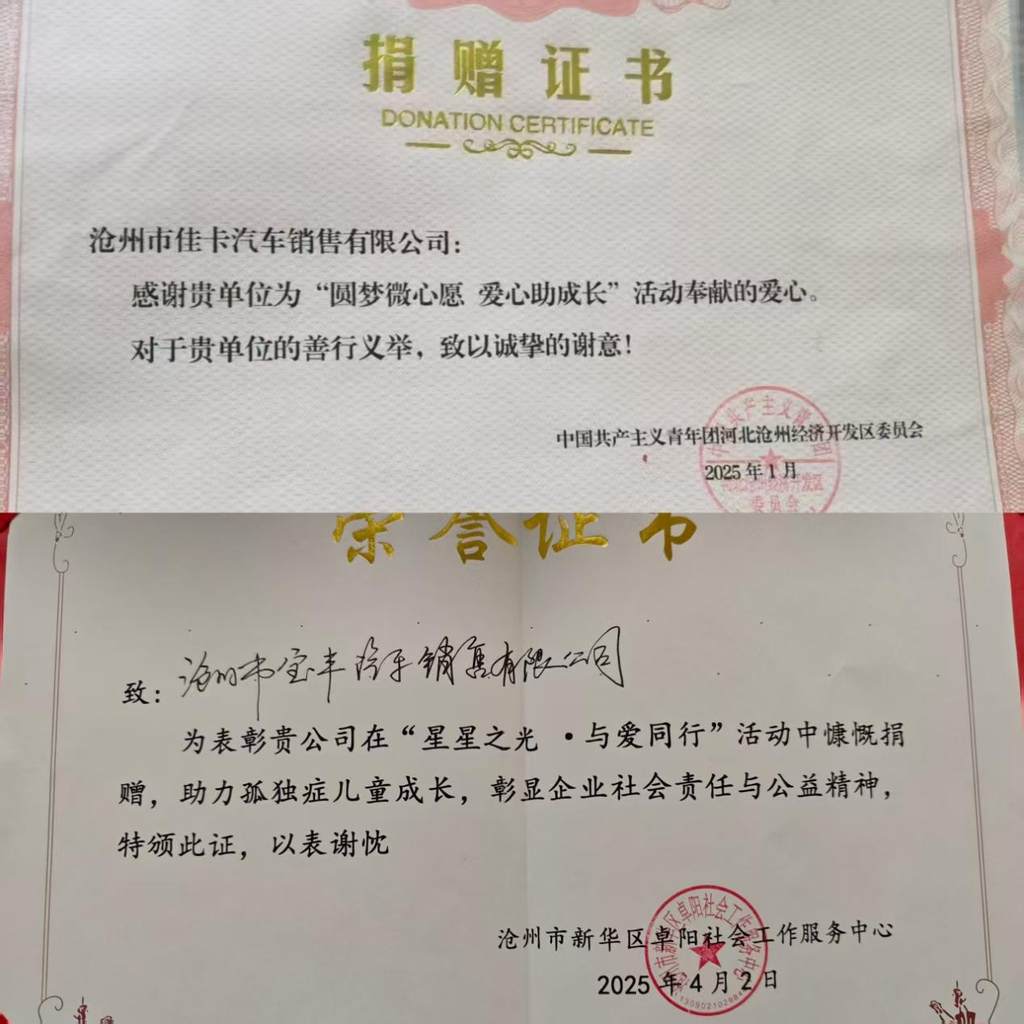 捐赠证书
DONATION CERTIFICATE
沧州市佳卡汽车销售有限公司：
感谢贵单位为“圆梦微心愿 爱心助成长”活动奉献的爱心。
对于贵单位的善行义举，致以诚挚的谢意！
中国共产主义青年团河北沧州经济开发区委员会
2025年1月
荣誉证书
致：沧州市宝丰汽车销售有限公司
为表彰贵公司在“星星之光 ·与爱同行”活动中慷慨捐
赠，助力孤独症儿童成长，彰显企业社会责任与公益精神，
特颁此证，以表谢忱
沧州市新华区卓阳社会工作服务中心
2025年4月2日